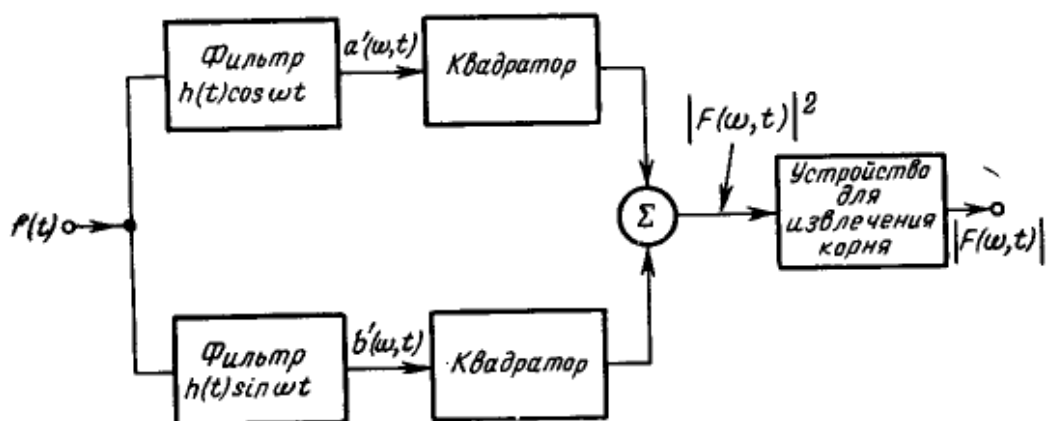 Фильтр
h(t)cos ωt
a'(ω,t)
Квадратор
|F(ω,t)|²
f(t)
Σ
Устройство
для
извлечения
корня
|F(ω,t)|
Фильтр
h(t)sin ωt
b'(ω,t)
Квадратор